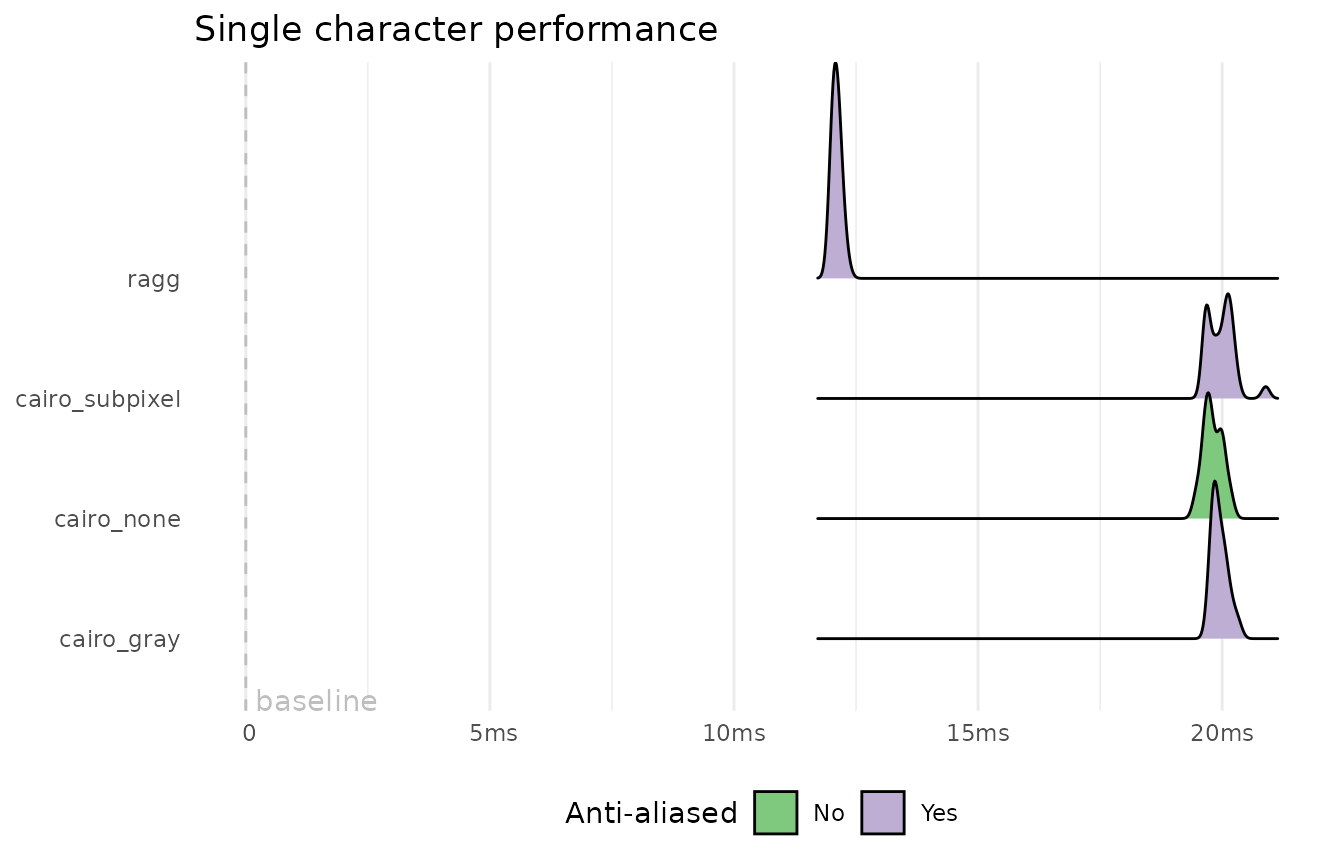 Single character performance
ragg
cairo_subpixel
cairo_none
cairo_gray
baseline
0 5ms 10ms 15ms 20ms
Anti-aliased No Yes